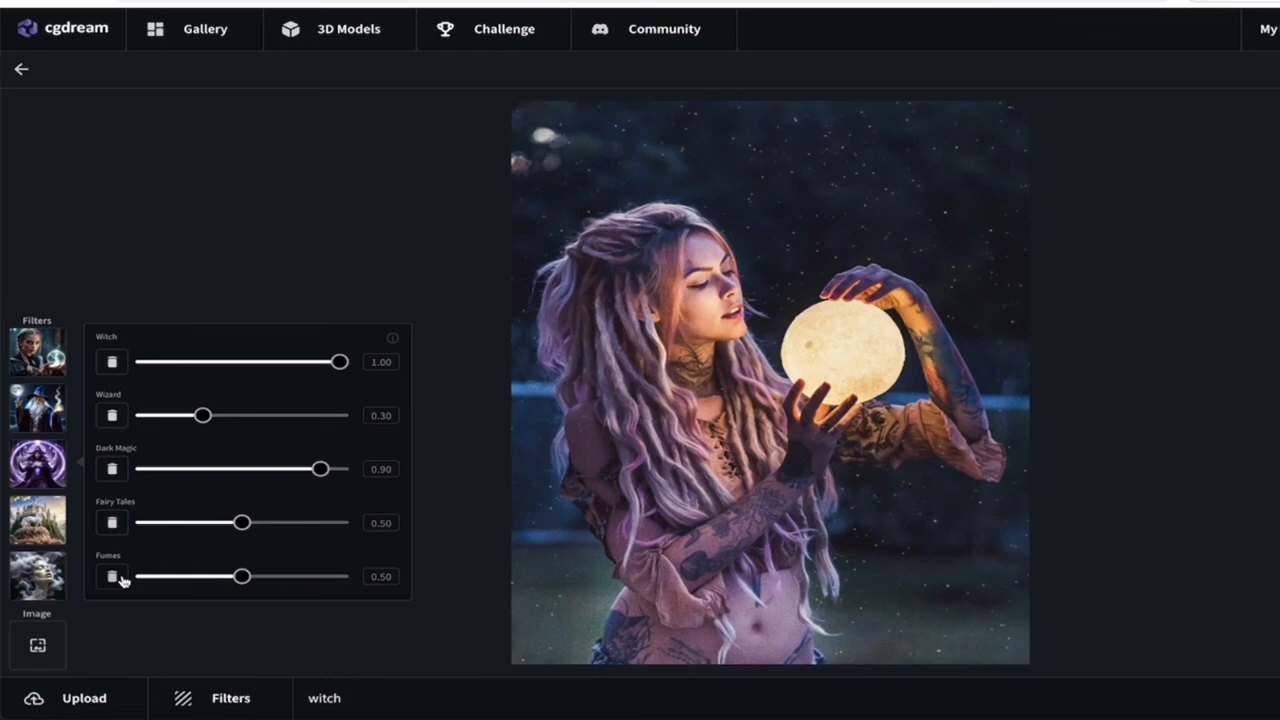 cgdream
Gallery
3D Models
Challenge
Community
My
Filters
Witch
1.00
Wizard
0.30
Dark Magic
0.90
Fairy Tales
0.50
Fumes
0.50
Image
Upload
Filters
witch